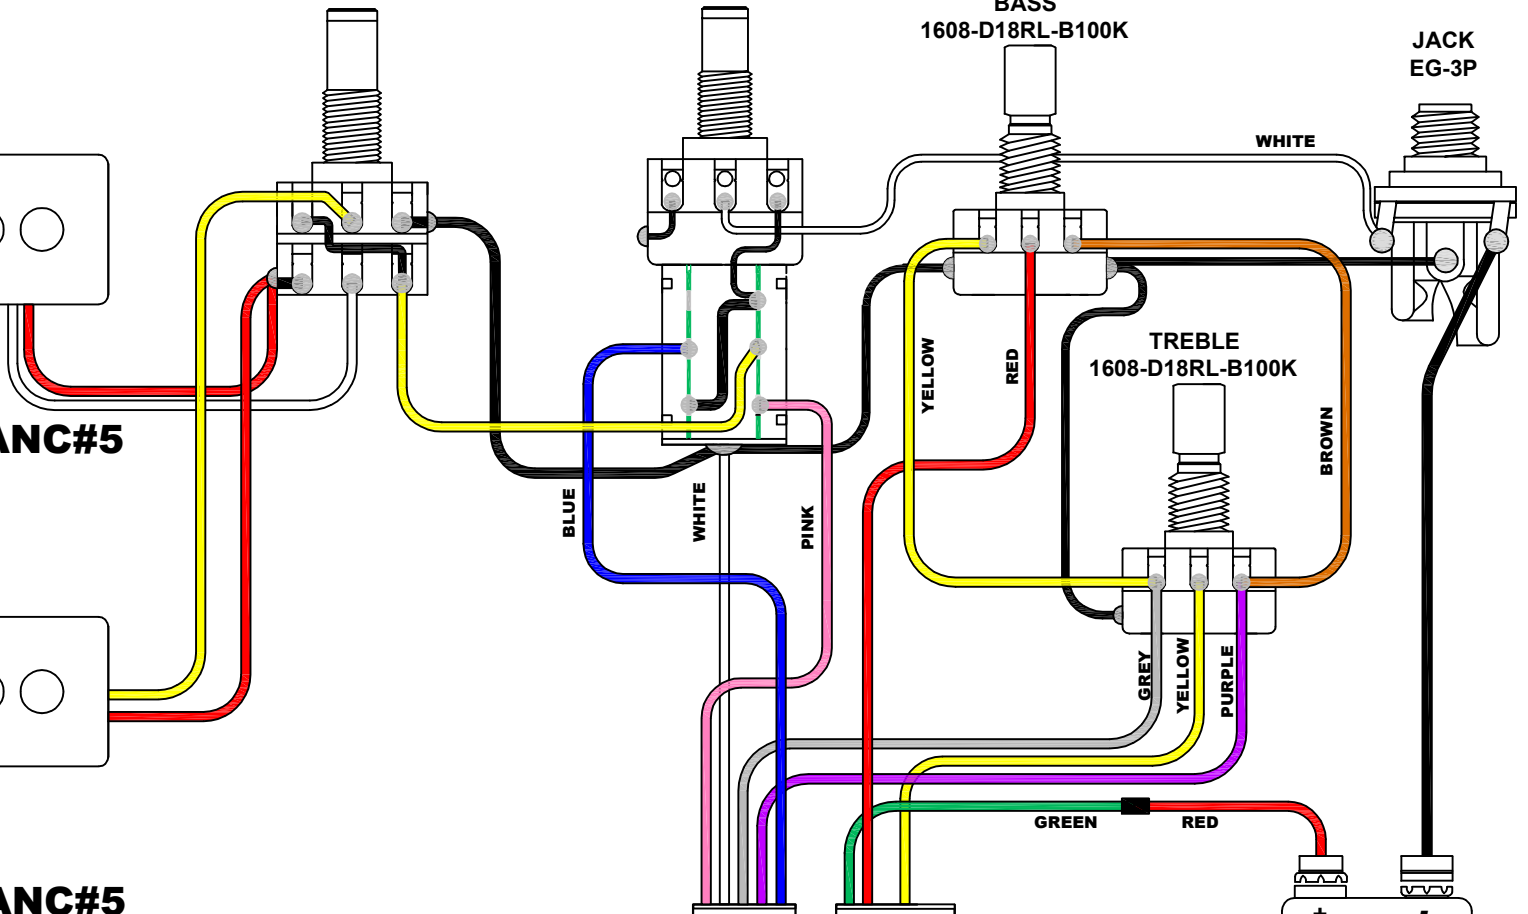 BASS
1608-D18RL-B100K
JACK
EG-3P
WHITE
TREBLE
1608-D18RL-B100K
YELLOW
RED
BROWN
ANC#5
BLUE
WHITE
PINK
GREY
YELLOW
PURPLE
GREEN
RED
ANC#5
+
-